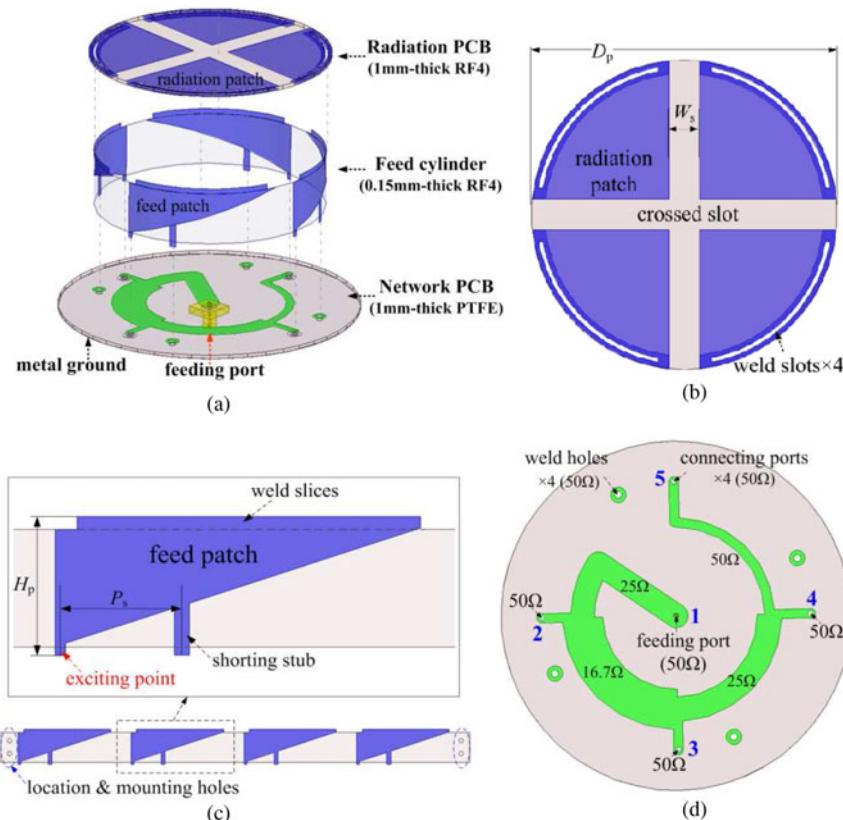 Radiation PCB
(1mm-thick RF4)
radiation patch
Feed cylinder
(0.15mm-thick RF4)
feed patch
Network PCB
(1mm-thick PTFE)
metal ground
feeding port
(a)
Dp
Ws
radiation
patch
crossed slot
weld slots×4
(b)
weld slices
feed patch
Hp
Ps
shorting stub
exciting point
location & mounting holes
(c)
weld holes
×4 (50Ω)
connecting ports
×4 (50Ω)
5
50Ω
25Ω
50Ω
2
1
4
50Ω
feeding port
(50Ω)
16.7Ω
25Ω
3
50Ω
(d)